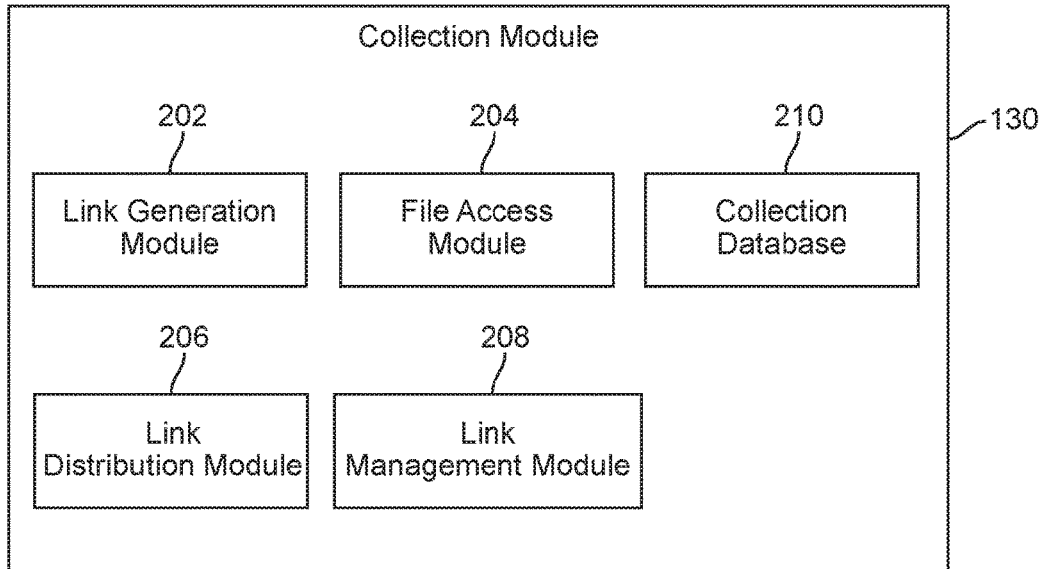 Collection Module
202
204
210
130
Link Generation
Module
File Access
Module
Collection
Database
206
208
Link
Distribution Module
Link
Management Module